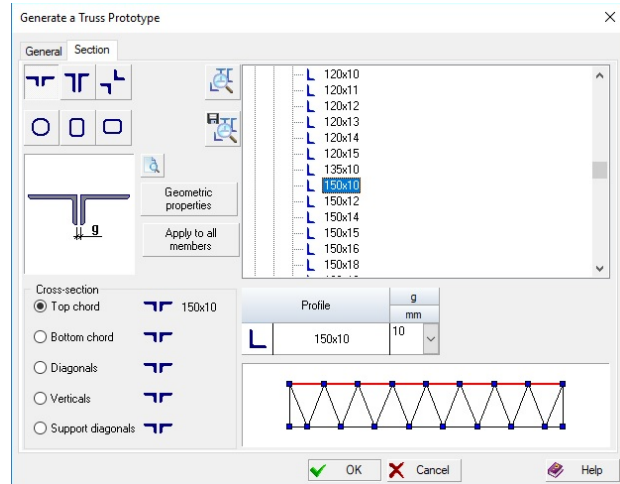 Generate a Truss Prototype
General Section
120x10
120x11
120x12
120x13
120x14
120x15
135x10
150x10
150x12
150x14
150x15
150x16
150x18
g
Geometric
properties
Apply to all
members
Cross-section
Top chord 150x10
Bottom chord
Diagonals
Verticals
Support diagonals
Profile g
mm
150x10 10
OK Cancel Help